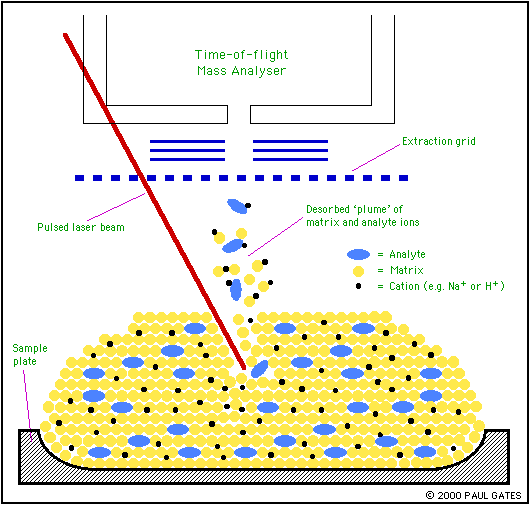 Time-of-flight
Mass Analyser
Extraction grid
Desorbed ‘plume’ of
matrix and analyte ions
Pulsed laser beam
= Analyte
= Matrix
= Cation (e.g. Na⁺ or H⁺)
Sample
plate
© 2000 PAUL GATES